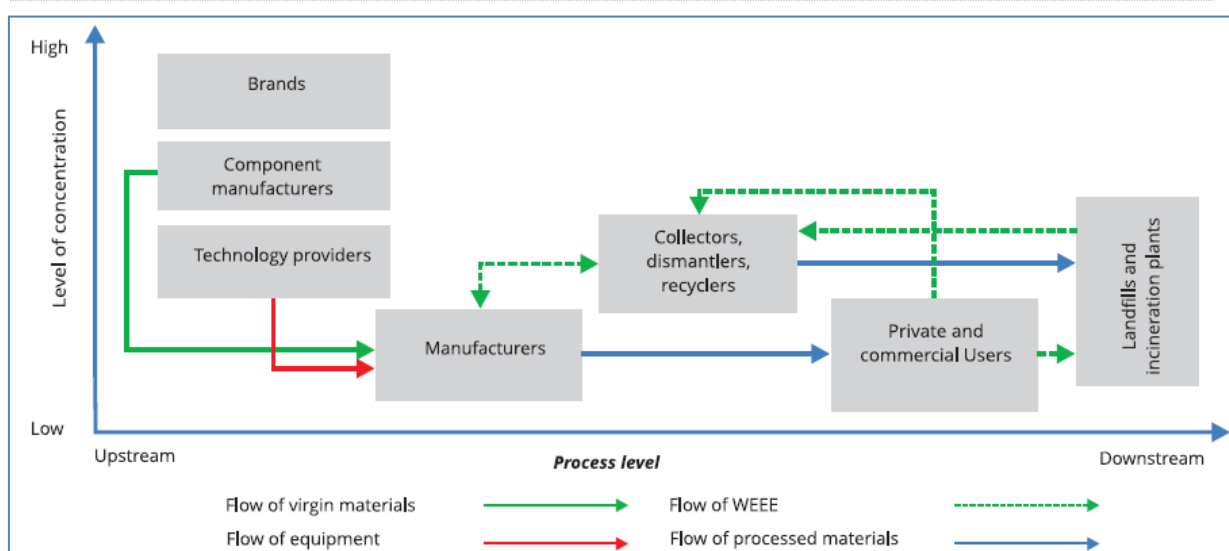 High
Level of concentration
Low
Brands
Component
manufacturers
Technology providers
Manufacturers
Collectors,
dismantlers,
recyclers
Private and
commercial Users
Landfills and
incineration plants
Upstream
Process level
Downstream
Flow of virgin materials
Flow of WEEE
Flow of equipment
Flow of processed materials